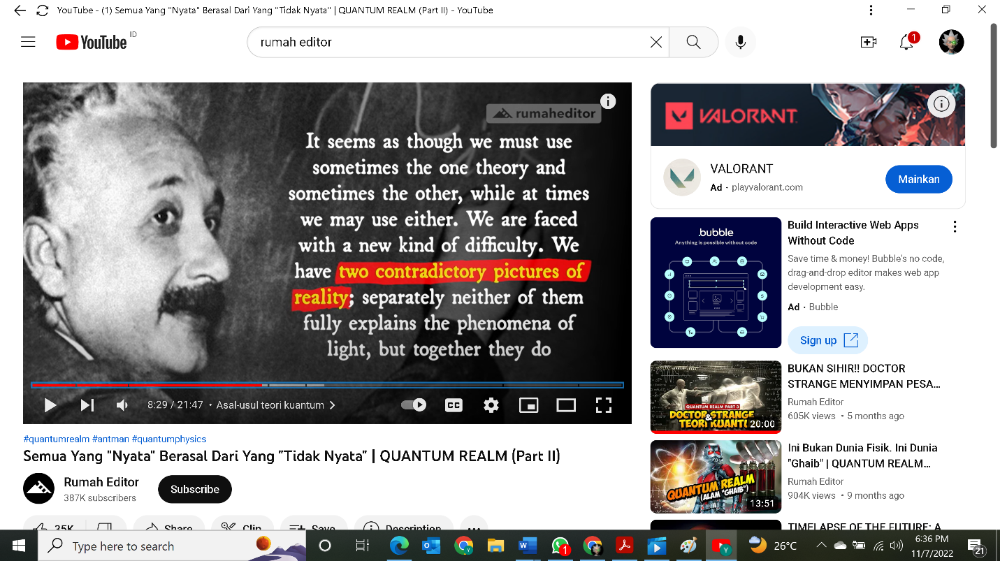 YouTube - (1) Semua Yang "Nyata" Berasal Dari Yang "Tidak Nyata" | QUANTUM REALM (Part II) - YouTube
YouTube ID
rumah editor
1
rumaheditor
It seems as though we must use
sometimes the one theory and
sometimes the other, while at times
we may use either. We are faced
with a new kind of difficulty. We
have two contradictory pictures of
reality; separately neither of them
fully explains the phenomena of
light, but together they do
8:29 / 21:47 • Asal-usul teori kuantum
CC
#quantumrealm #antman #quantumphysics
Semua Yang "Nyata" Berasal Dari Yang "Tidak Nyata" | QUANTUM REALM (Part II)
Rumah Editor
387K subscribers
Subscribe
35K
Share
Clip
Save
Description
VALORANT
VALORANT
Ad · playvalorant.com
Mainkan
.bubble
Anything is possible without code
Build Interactive Web Apps
Without Code
Save time & money! Bubble's no code,
drag-and-drop editor makes web app
development easy.
Ad · Bubble
Sign up
QUANTUM REALM PART 3
DOCTOR STRANGE
&
TEORI KUANTUM
20:00
BUKAN SIHIR!! DOCTOR
STRANGE MENYIMPAN PESA...
Rumah Editor
605K views • 5 months ago
QUANTUM REALM
(ALAM "GHAIB")
13:51
Ini Bukan Dunia Fisik. Ini Dunia
"Ghaib" | QUANTUM REALM...
Rumah Editor
904K views • 9 months ago
TIMELAPSE OF THE FUTURE: A
Type here to search
1
26°C
6:36 PM
11/7/2022
21